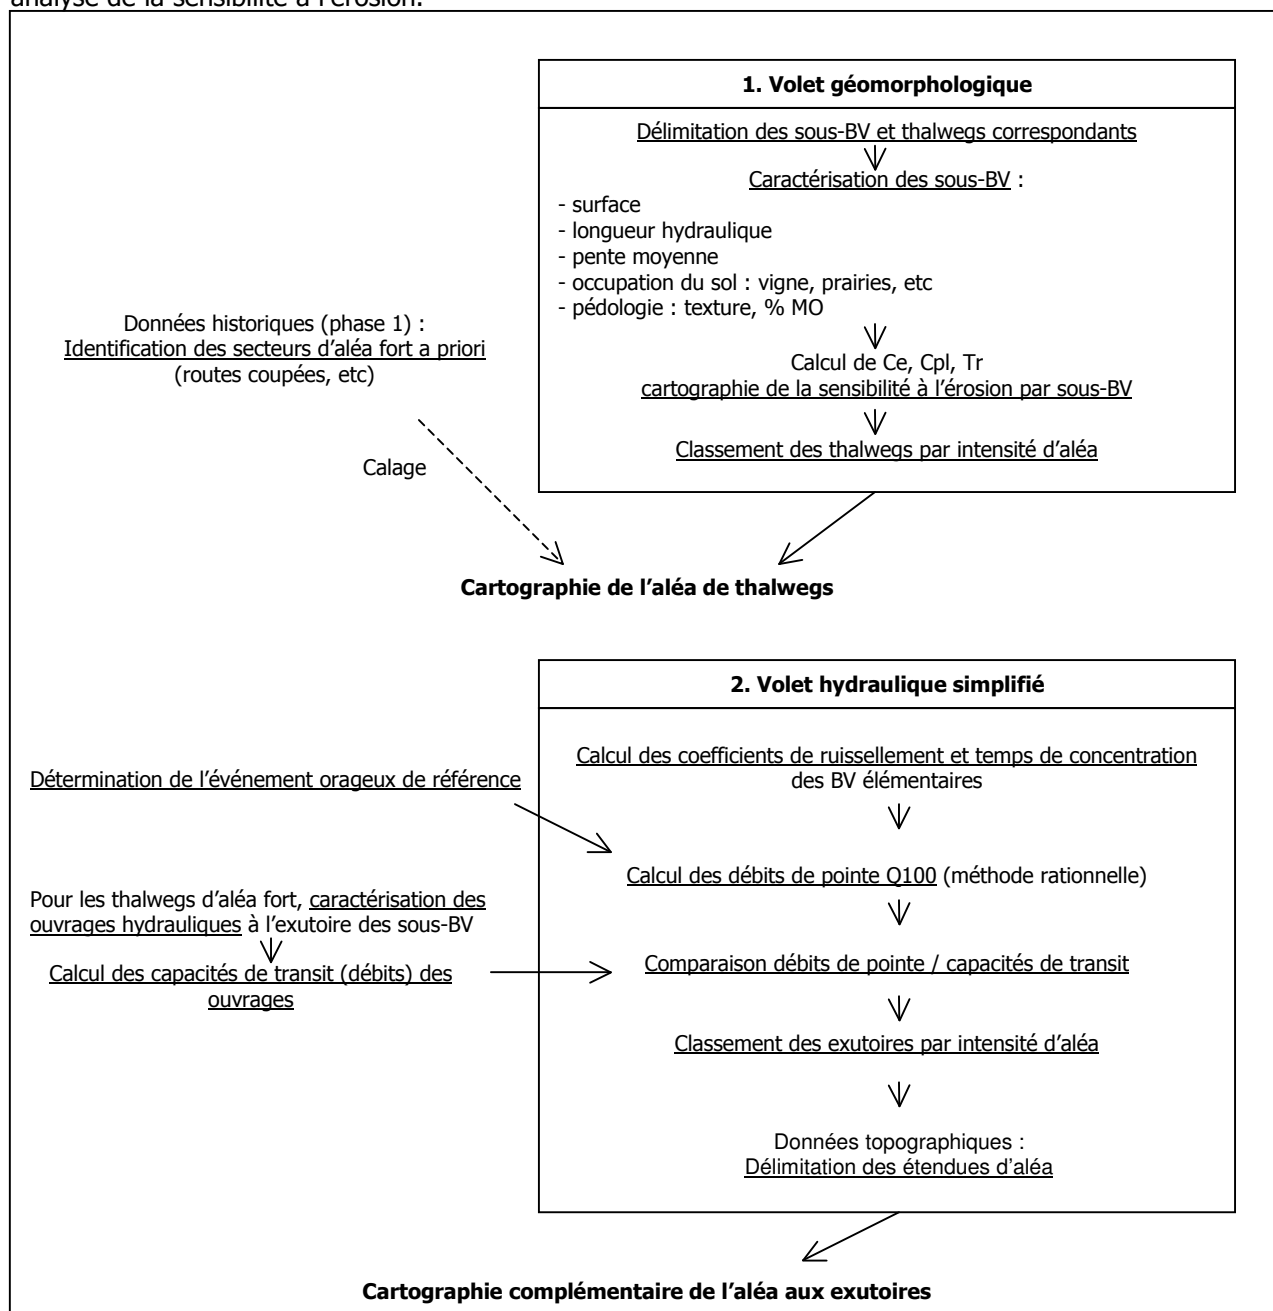 analyse de la sensibilité à l'érosion.
1. Volet géomorphologique
Délimitation des sous-BV et thalwegs correspondants
Caractérisation des sous-BV :
- surface
- longueur hydraulique
- pente moyenne
- occupation du sol : vigne, prairies, etc
- pédologie : texture, % MO
Données historiques (phase 1) :
Identification des secteurs d'aléa fort a priori
(routes coupées, etc)
Calcul de Ce, Cpl, Tr
cartographie de la sensibilité à l'érosion par sous-BV
Classement des thalwegs par intensité d'aléa
Calage
Cartographie de l'aléa de thalwegs
2. Volet hydraulique simplifié
Calcul des coefficients de ruissellement et temps de concentration
des BV élémentaires
Détermination de l'événement orageux de référence
Calcul des débits de pointe Q100 (méthode rationnelle)
Pour les thalwegs d'aléa fort, caractérisation des
ouvrages hydrauliques à l'exutoire des sous-BV
Calcul des capacités de transit (débits) des
ouvrages
Comparaison débits de pointe / capacités de transit
Classement des exutoires par intensité d'aléa
Données topographiques :
Délimitation des étendues d'aléa
Cartographie complémentaire de l'aléa aux exutoires